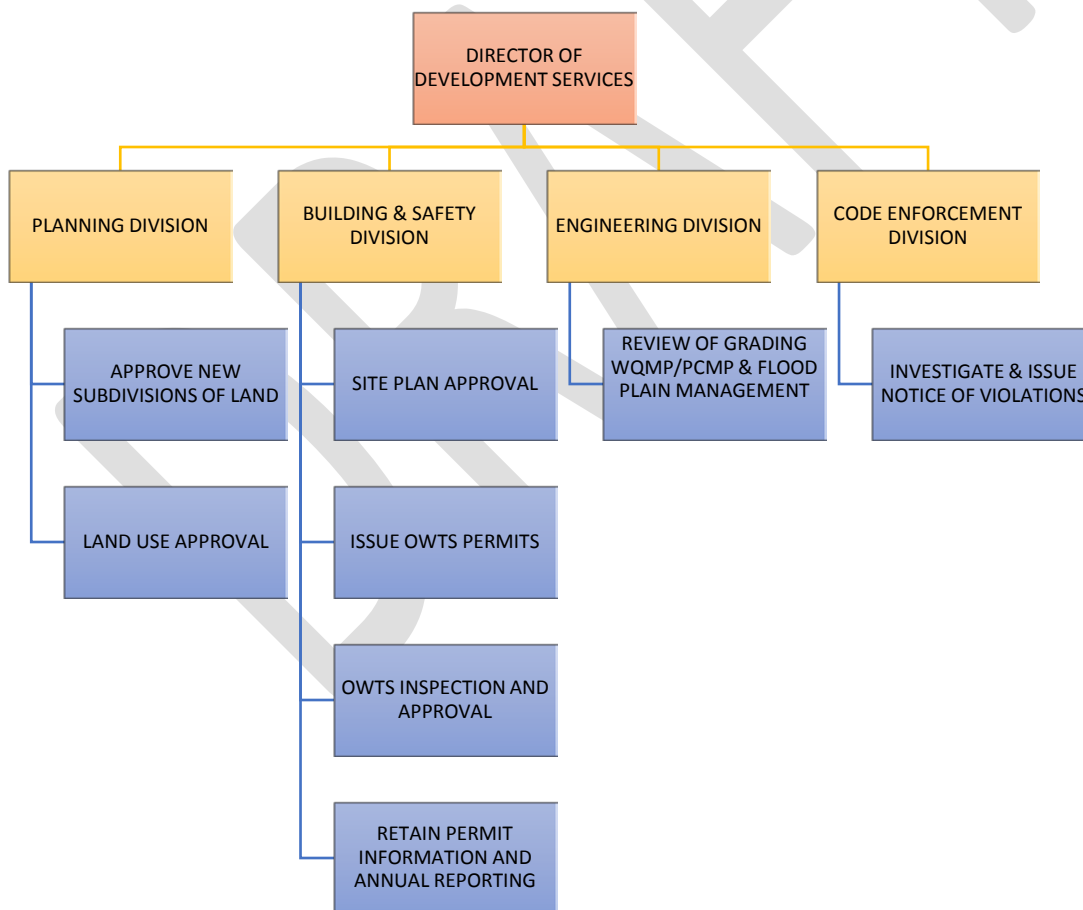 DIRECTOR OF
DEVELOPMENT SERVICES
PLANNING DIVISION
BUILDING & SAFETY
DIVISION
ENGINEERING DIVISION
CODE ENFORCEMENT
DIVISION
APPROVE NEW
SUBDIVISIONS OF LAND
SITE PLAN APPROVAL
REVIEW OF GRADING
WQMP/PCMP & FLOOD
PLAIN MANAGEMENT
INVESTIGATE & ISSUE
NOTICE OF VIOLATIONS
LAND USE APPROVAL
ISSUE OWTS PERMITS
OWTS INSPECTION AND
APPROVAL
RETAIN PERMIT
INFORMATION AND
ANNUAL REPORTING